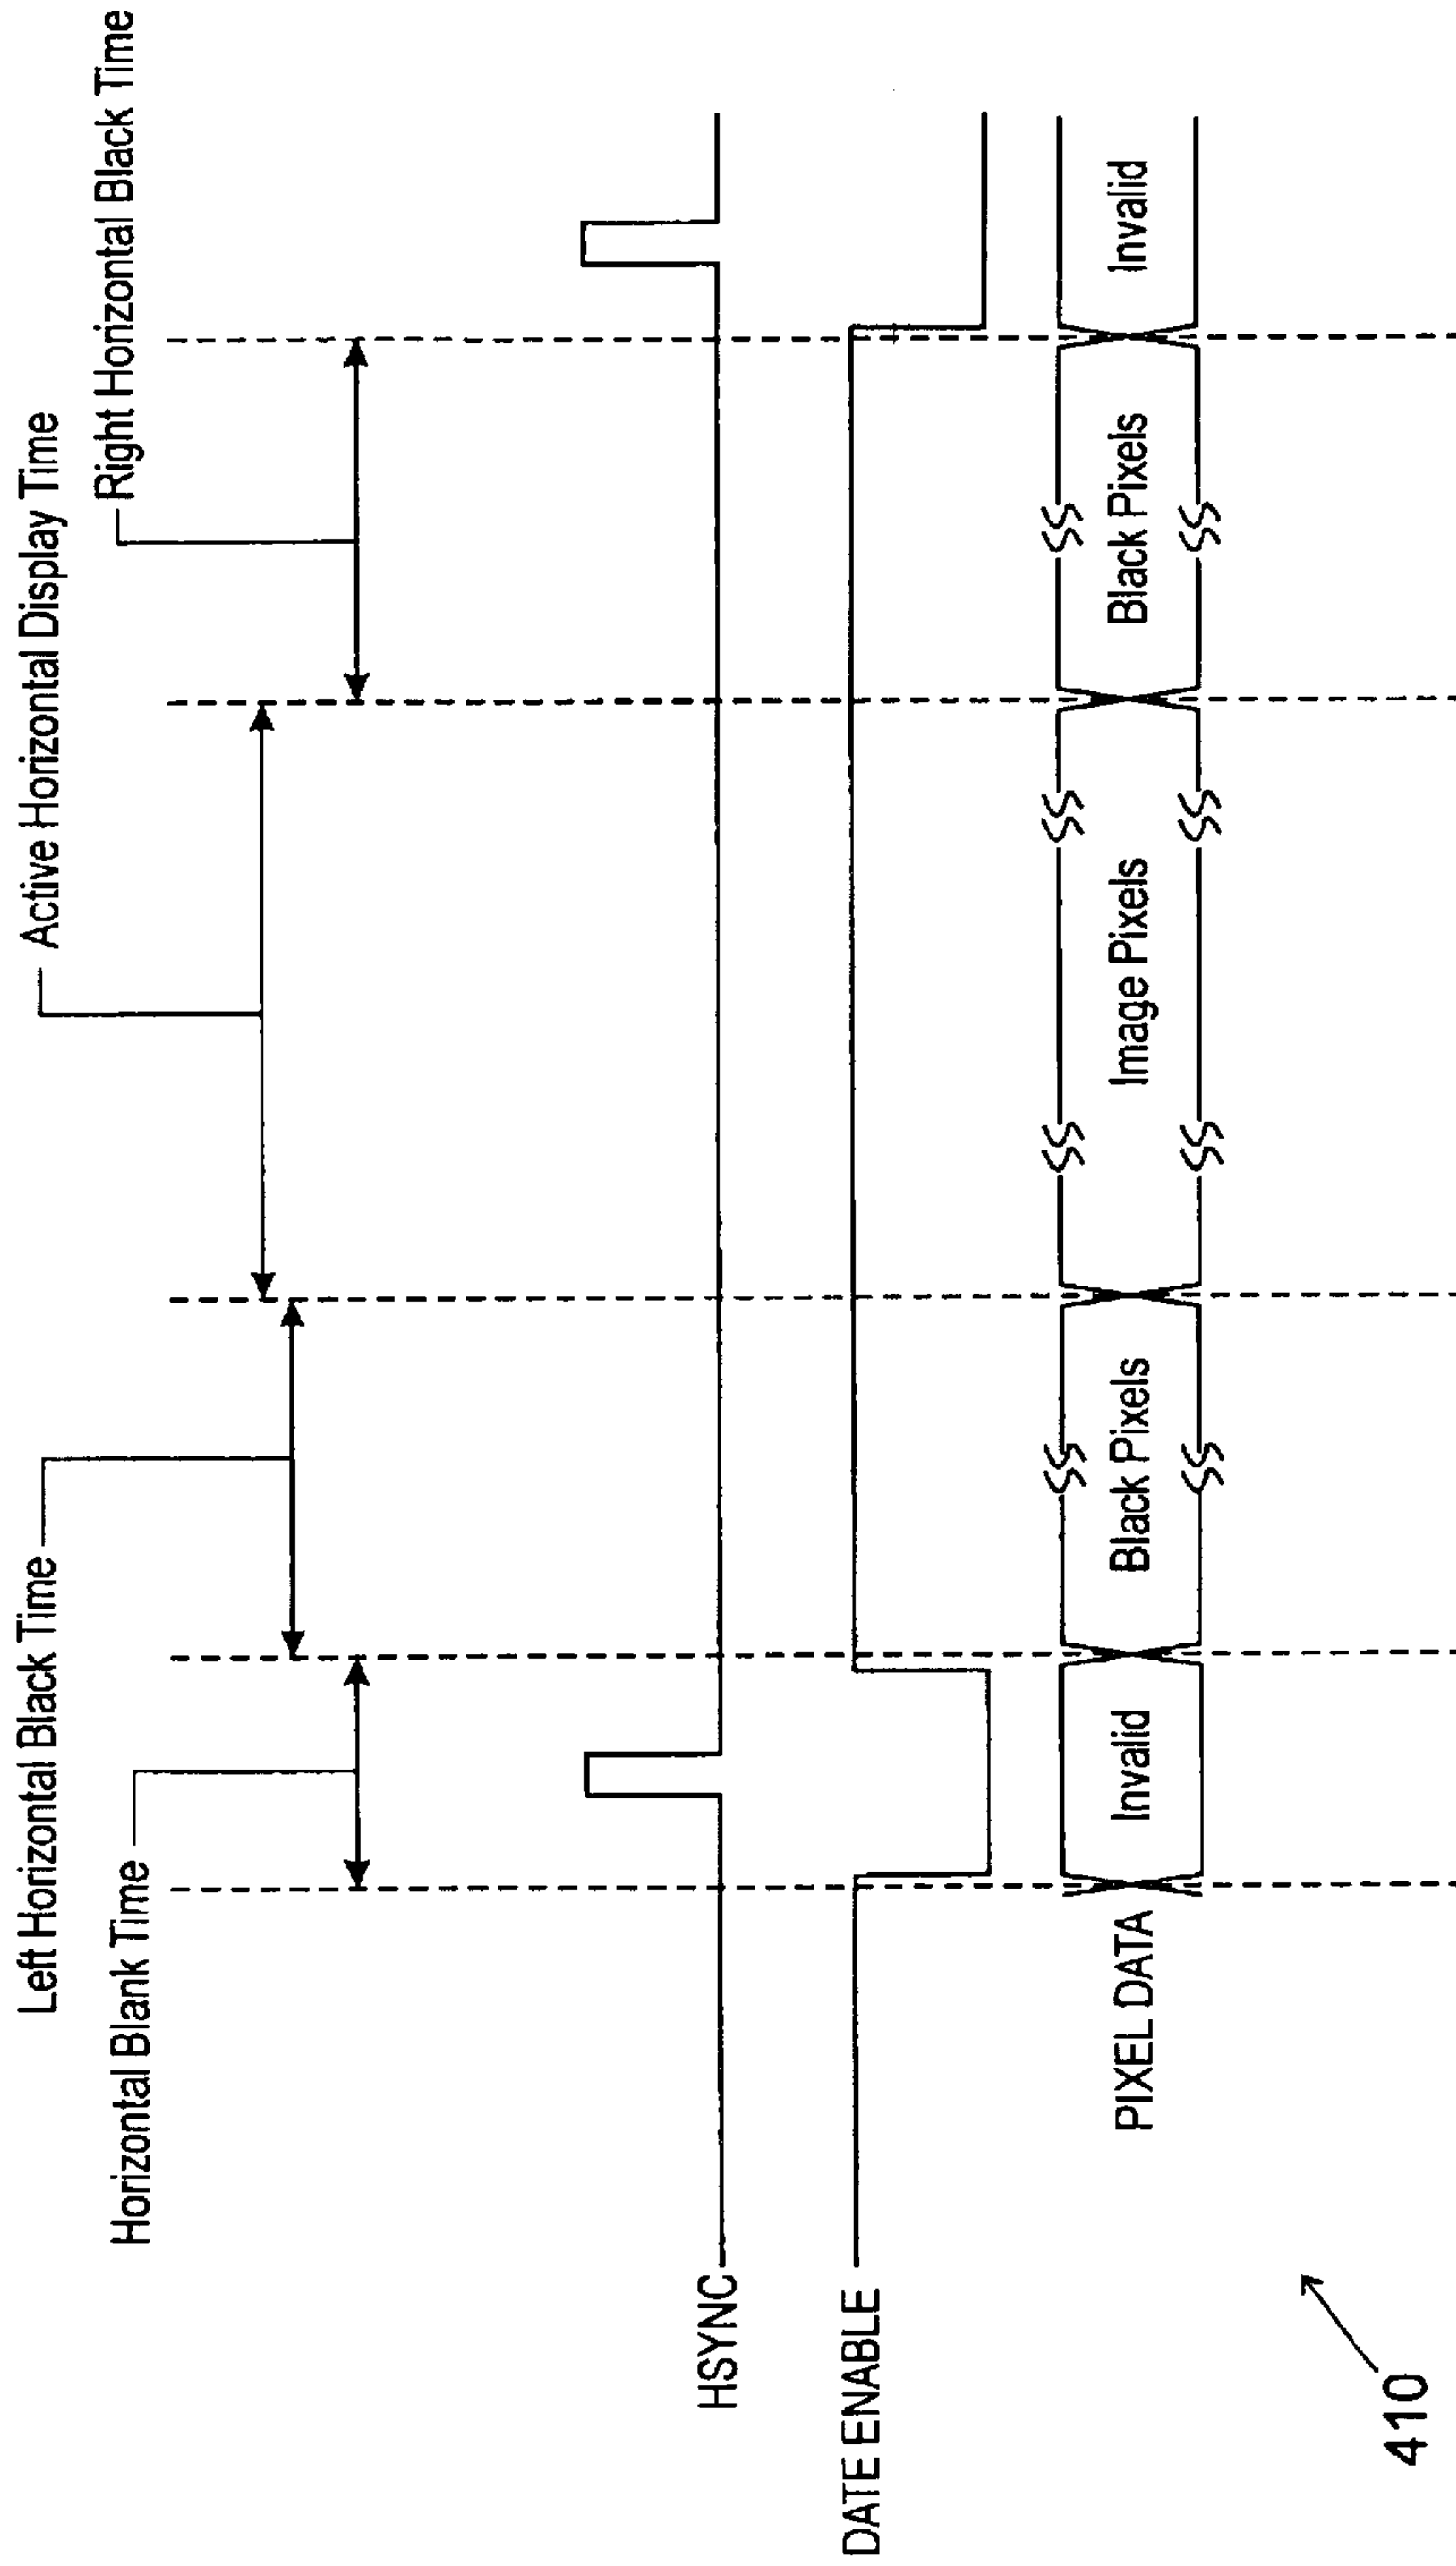 Left Horizontal Black Time
Active Horizontal Display Time
Horizontal Blank Time
Right Horizontal Black Time
HSYNC
DATE ENABLE
PIXEL DATA
Invalid
Black Pixels
Image Pixels
Black Pixels
Invalid
410